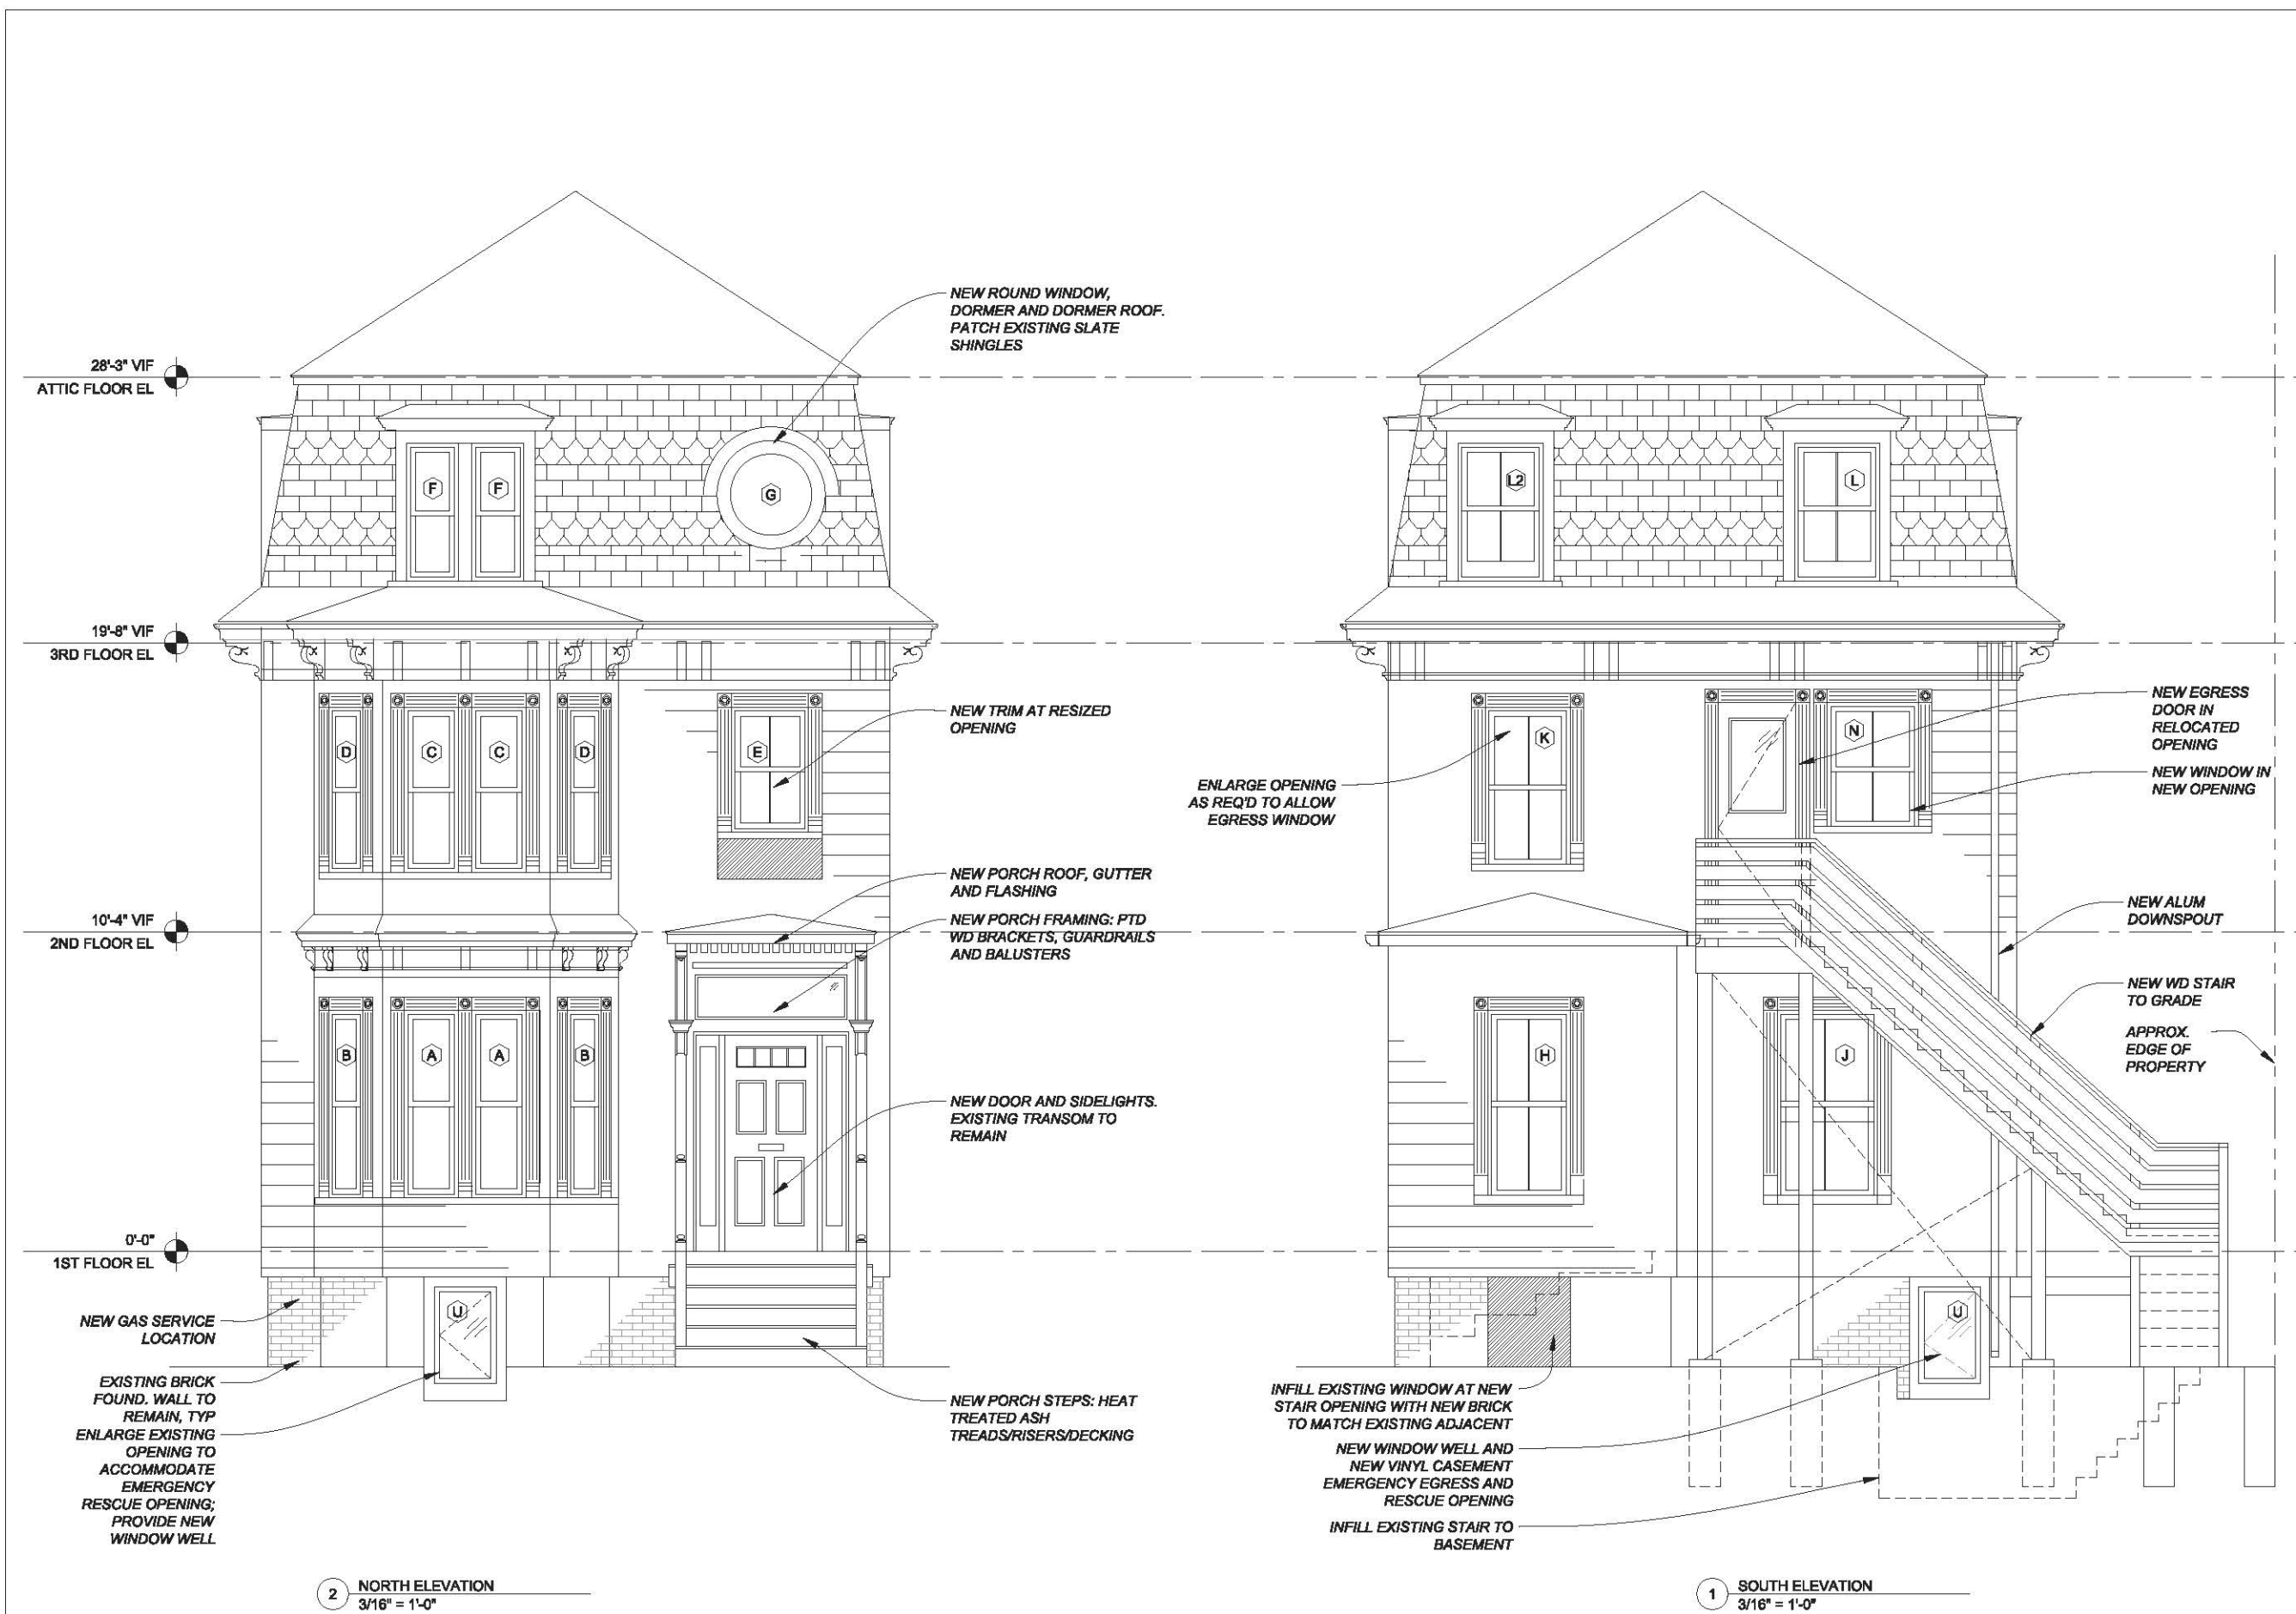 NEW ROUND WINDOW,
DORMER AND DORMER ROOF.
PATCH EXISTING SLATE
SHINGLES
28'-3" VIF
ATTIC FLOOR EL
F
F
G
19'-8" VIF
3RD FLOOR EL
D
C
C
D
E
NEW TRIM AT RESIZED
OPENING
NEW PORCH ROOF, GUTTER
AND FLASHING
10'-4" VIF
2ND FLOOR EL
NEW PORCH FRAMING: PTD
WD BRACKETS, GUARDRAILS
AND BALUSTERS
B
A
A
B
NEW DOOR AND SIDELIGHTS.
EXISTING TRANSOM TO
REMAIN
0'-0"
1ST FLOOR EL
NEW GAS SERVICE
LOCATION
U
EXISTING BRICK
FOUND. WALL TO
REMAIN, TYP
ENLARGE EXISTING
OPENING TO
ACCOMMODATE
EMERGENCY
RESCUE OPENING;
PROVIDE NEW
WINDOW WELL
NEW PORCH STEPS: HEAT
TREATED ASH
TREADS/RISERS/DECKING
2
NORTH ELEVATION
3/16" = 1'-0"
L2
L
K
N
NEW EGRESS
DOOR IN
RELOCATED
OPENING
NEW WINDOW IN
NEW OPENING
ENLARGE OPENING
AS REQ'D TO ALLOW
EGRESS WINDOW
NEW ALUM
DOWNSPOUT
NEW WD STAIR
TO GRADE
APPROX.
EDGE OF
PROPERTY
H
J
U
INFILL EXISTING WINDOW AT NEW
STAIR OPENING WITH NEW BRICK
TO MATCH EXISTING ADJACENT
NEW WINDOW WELL AND
NEW VINYL CASEMENT
EMERGENCY EGRESS AND
RESCUE OPENING
INFILL EXISTING STAIR TO
BASEMENT
1
SOUTH ELEVATION
3/16" = 1'-0"